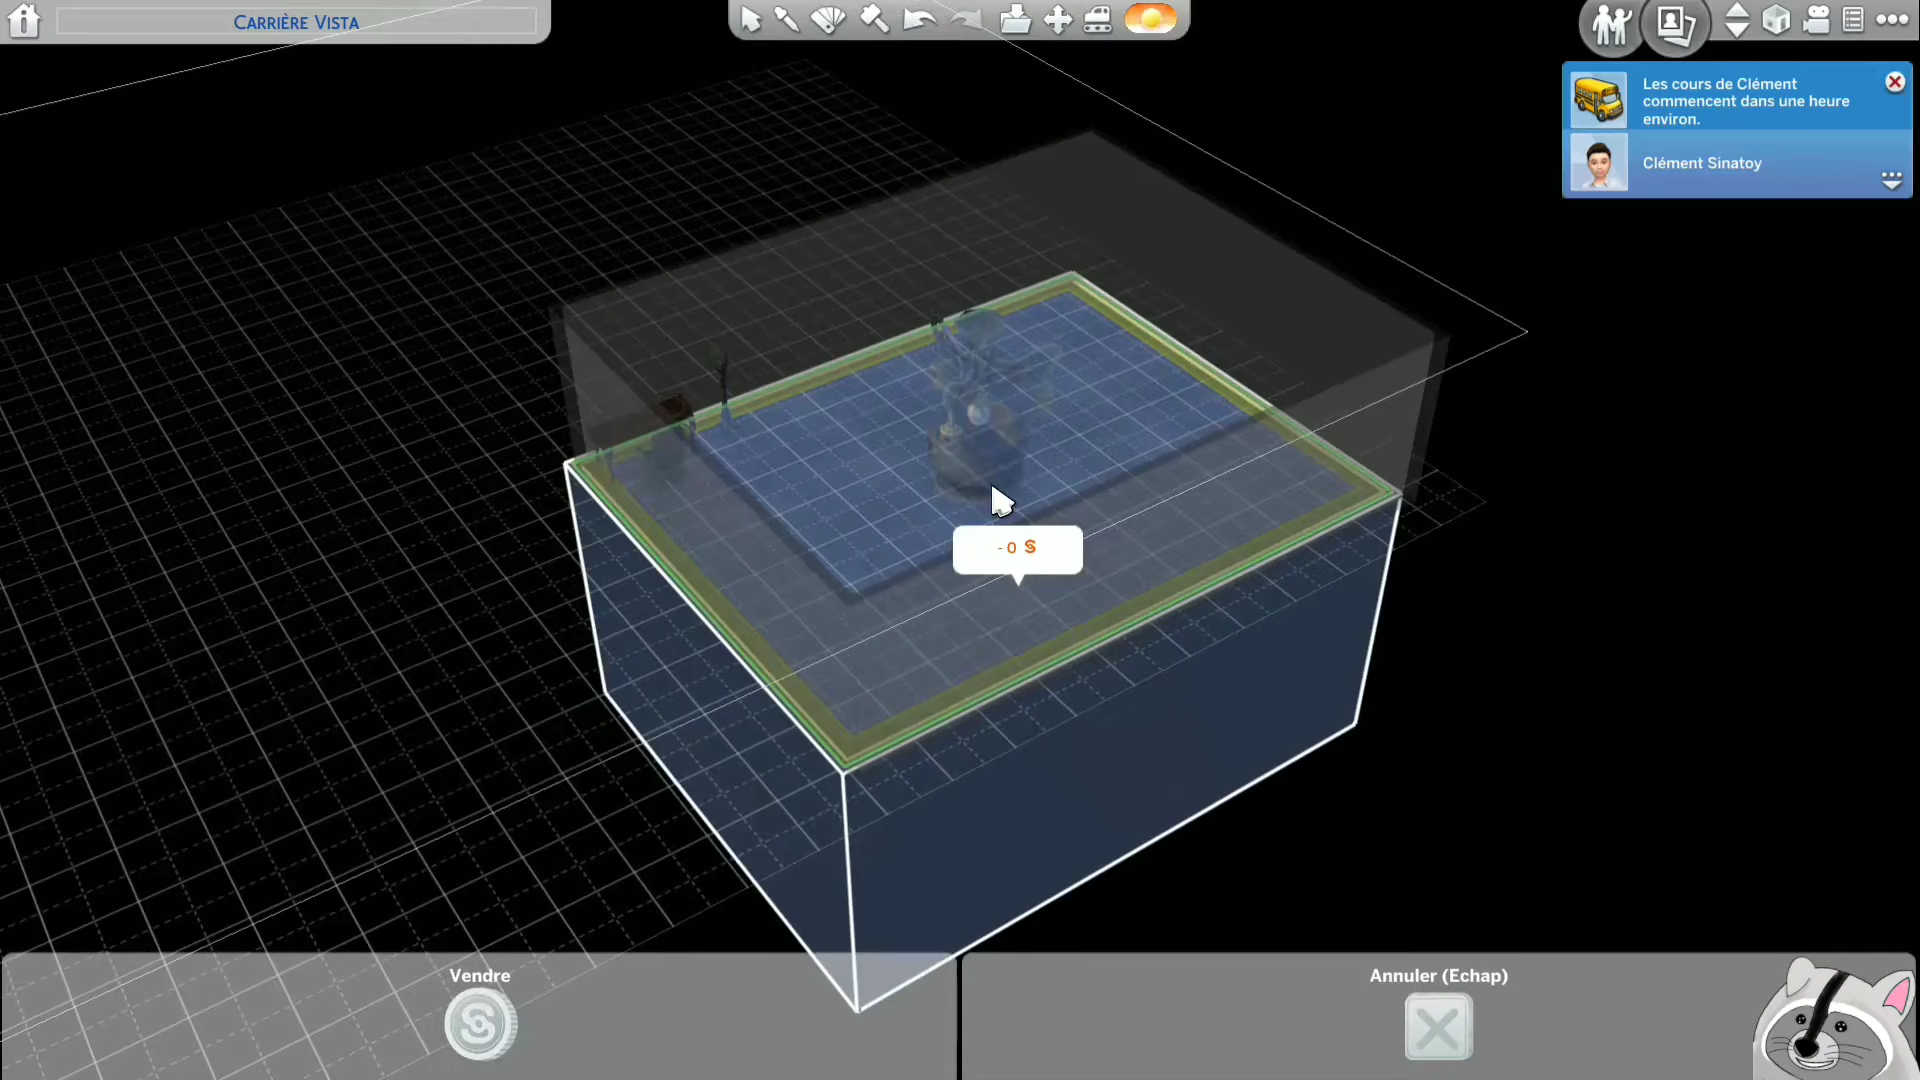 CARRIÈRE VISTA
Les cours de Clément
commencent dans une heure
environ.
Clément Sinatoy
- 0 §
Vendre
Annuler (Echap)